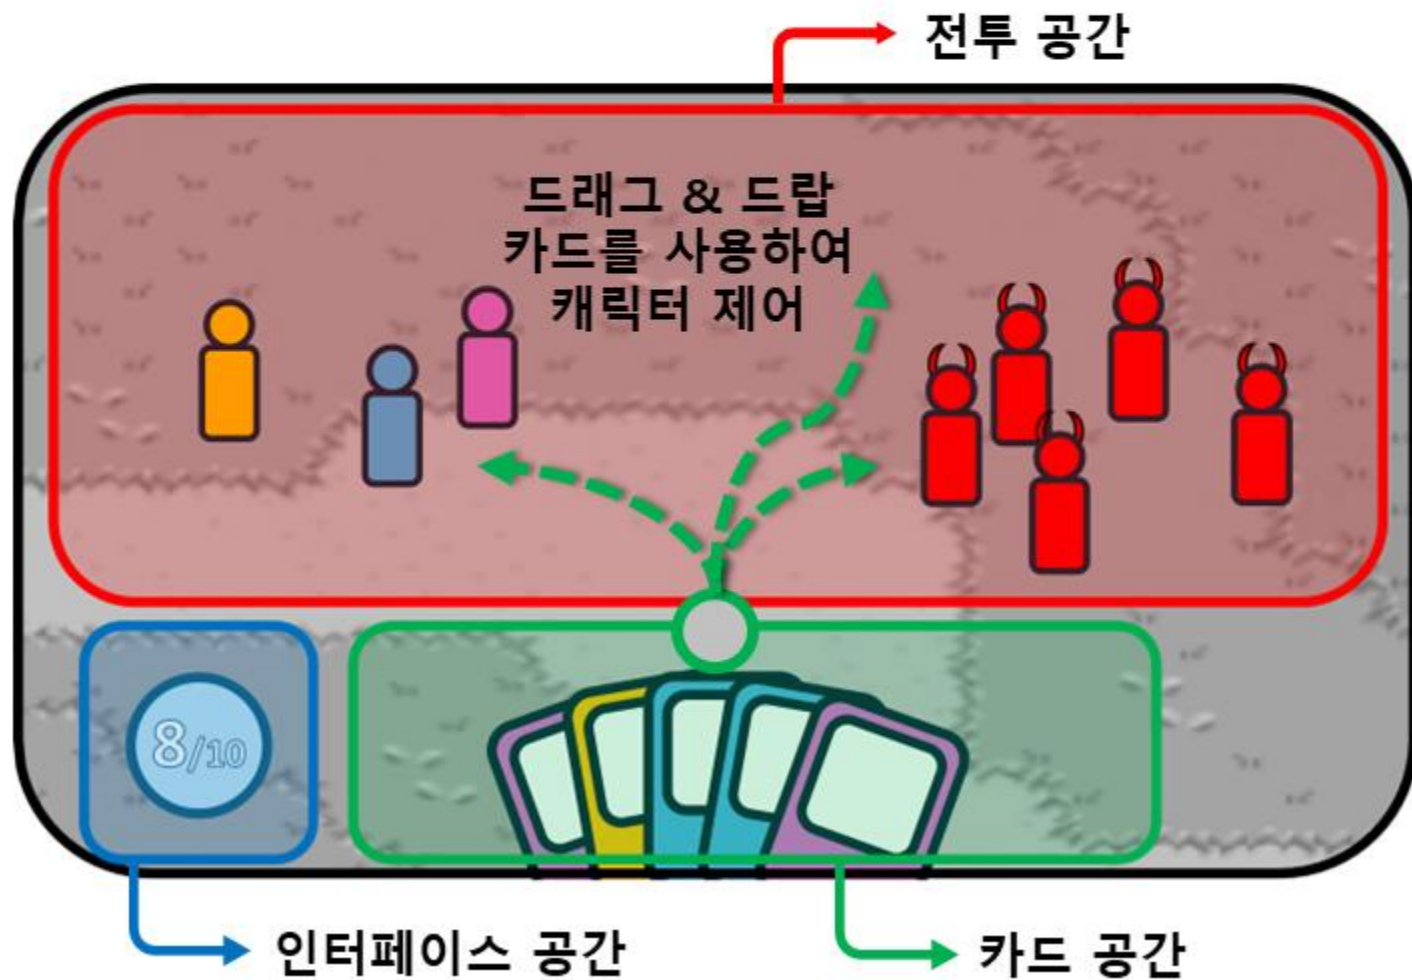 전투 공간
드래그 & 드랍
카드를 사용하여
캐릭터 제어
8/10
인터페이스 공간
카드 공간